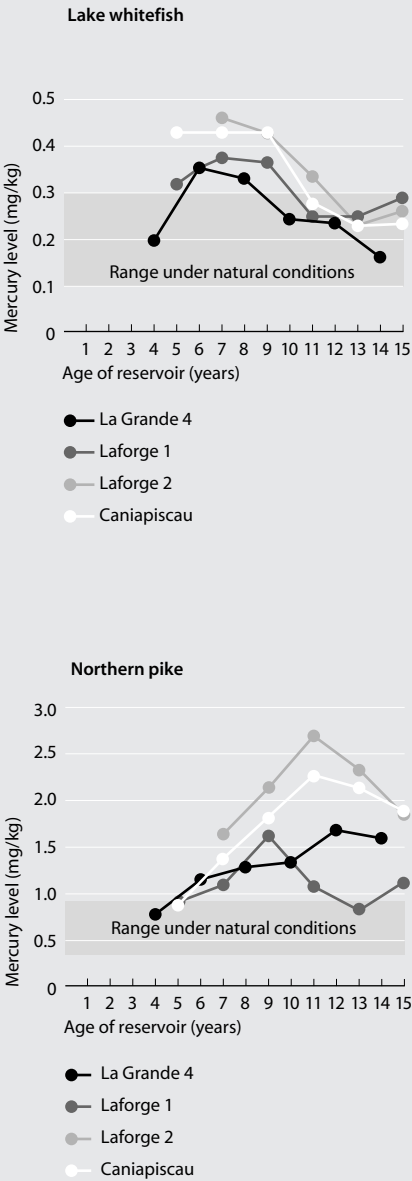 Lake whitefish
Mercury level (mg/kg)
0.5
0.4
0.3
0.2
0.1
0
Range under natural conditions
1 2 3 4 5 6 7 8 9 10 11 12 13 14 15
Age of reservoir (years)
La Grande 4
Laforge 1
Laforge 2
Caniapiscau
Northern pike
Mercury level (mg/kg)
3.0
2.5
2.0
1.5
1.0
0.5
0
Range under natural conditions
1 2 3 4 5 6 7 8 9 10 11 12 13 14 15
Age of reservoir (years)
La Grande 4
Laforge 1
Laforge 2
Caniapiscau